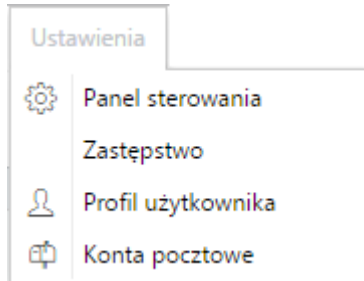 Ustawienia
Panel sterowania
Zastępstwo
Profil użytkownika
Konta pocztowe